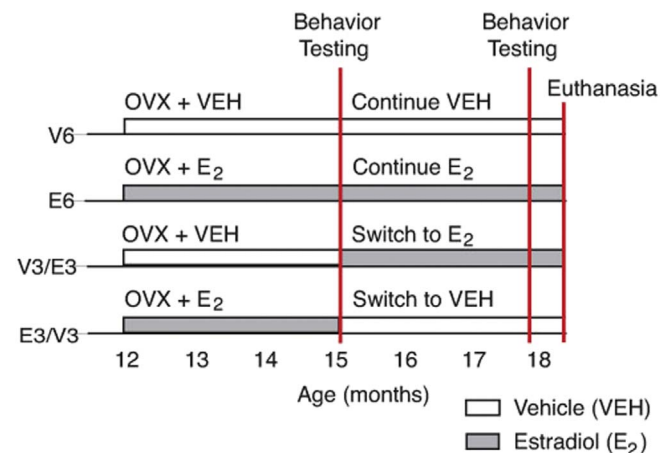 Behavior Testing
Behavior Testing
Euthanasia
OVX + VEH
Continue VEH
V6
OVX + E₂
Continue E₂
E6
OVX + VEH
Switch to E₂
V3/E3
OVX + E₂
Switch to VEH
E3/V3
12 13 14 15 16 17 18
Age (months)
Vehicle (VEH)
Estradiol (E₂)